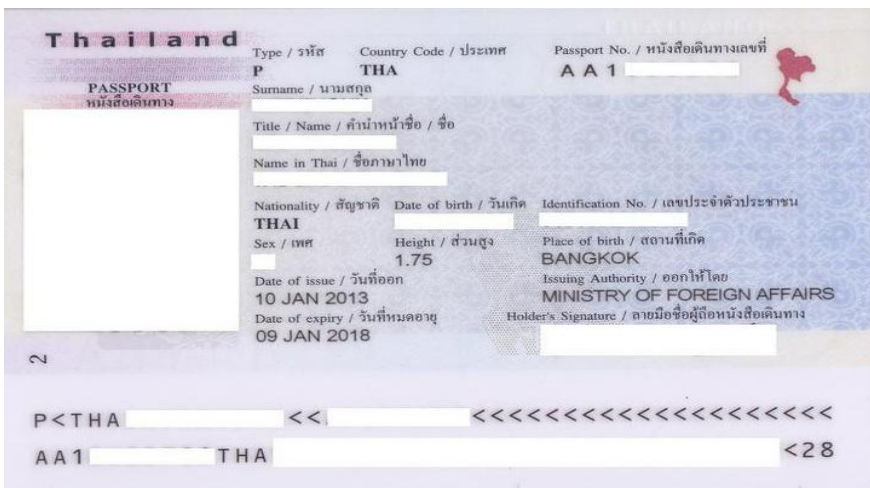 Thailand
PASSPORT
หนังสือเดินทาง
Type / รหัส Country Code / ประเทศ Passport No. / หนังสือเดินทางเลขที่
P THA AA1
Surname / นามสกุล
Title / Name / คำนำหน้าชื่อ / ชื่อ
Name in Thai / ชื่อภาษาไทย
Nationality / สัญชาติ Date of birth / วันเกิด Identification No. / เลขประจำตัวประชาชน
THAI
Sex / เพศ Height / ส่วนสูง Place of birth / สถานที่เกิด
1.75 BANGKOK
Date of issue / วันที่ออก Issuing Authority / ออกให้โดย
10 JAN 2013 MINISTRY OF FOREIGN AFFAIRS
Date of expiry / วันที่หมดอายุ Holder's Signature / ลายมือชื่อผู้ถือหนังสือเดินทาง
09 JAN 2018
2
P<THA << <<<<<<<<<<<<<<<<<<<<
AA1 THA <28